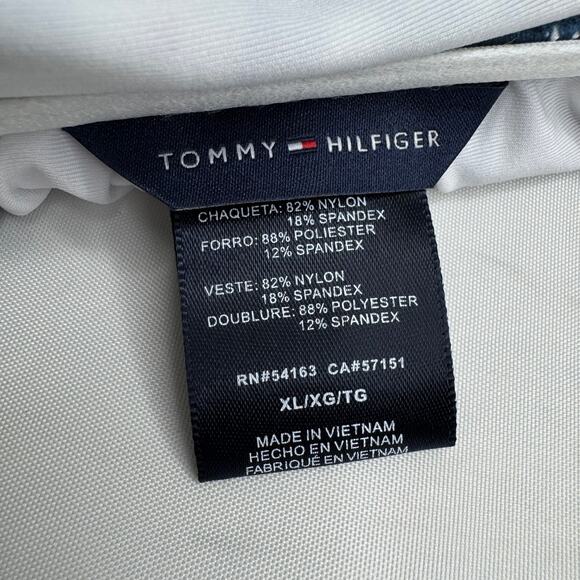 TOMMY HILFIGER
CHAQUETA: 82% NYLON
18% SPANDEX
FORRO: 88% POLIESTER
12% SPANDEX
VESTE: 82% NYLON
18% SPANDEX
DOUBLURE: 88% POLYESTER
12% SPANDEX
RN#54163 CA#57151
XL/XG/TG
MADE IN VIETNAM
HECHO EN VIETNAM
FABRIQUÉ EN VIETNAM